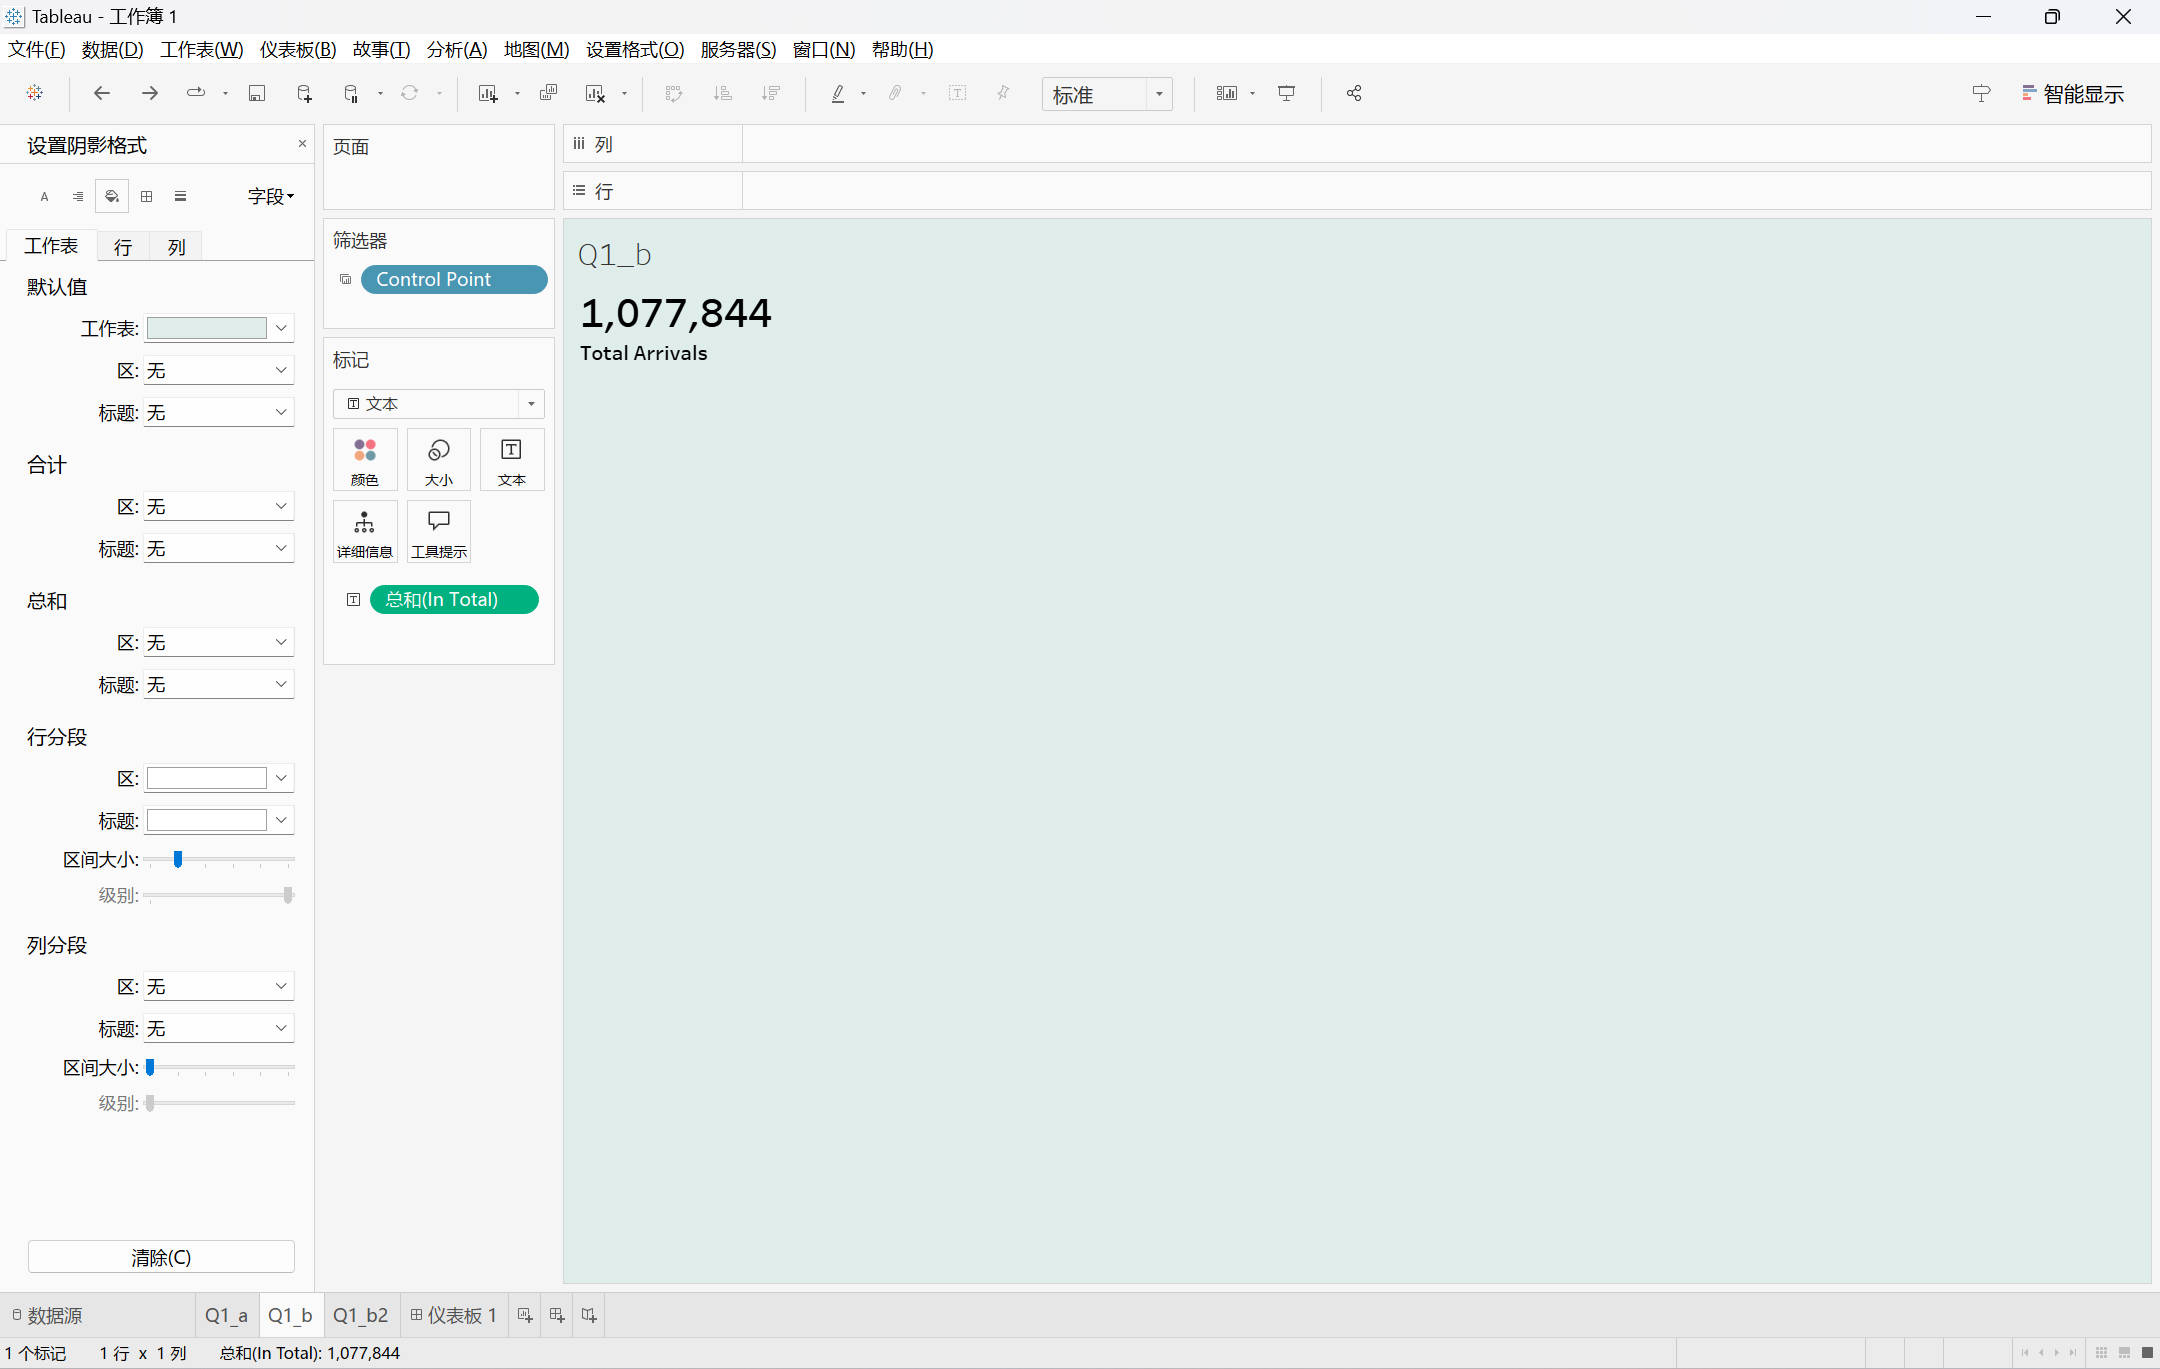 Tableau - 工作簿 1
文件(F) 数据(D) 工作表(W) 仪表板(B) 故事(T) 分析(A) 地图(M) 设置格式(O) 服务器(S) 窗口(N) 帮助(H)
标准
智能显示
设置阴影格式
A
字段
工作表 行 列
默认值
工作表:
区: 无
标题: 无
合计
区: 无
标题: 无
总和
区: 无
标题: 无
行分段
区:
标题:
区间大小:
级别:
列分段
区: 无
标题: 无
区间大小:
级别:
清除(C)
页面
筛选器
Control Point
标记
文本
颜色 大小 文本
详细信息 工具提示
总和(In Total)
列
行
Q1_b
1,077,844
Total Arrivals
数据源 Q1_a Q1_b Q1_b2 仪表板 1
1 个标记 1 行 x 1 列 总和(In Total): 1,077,844